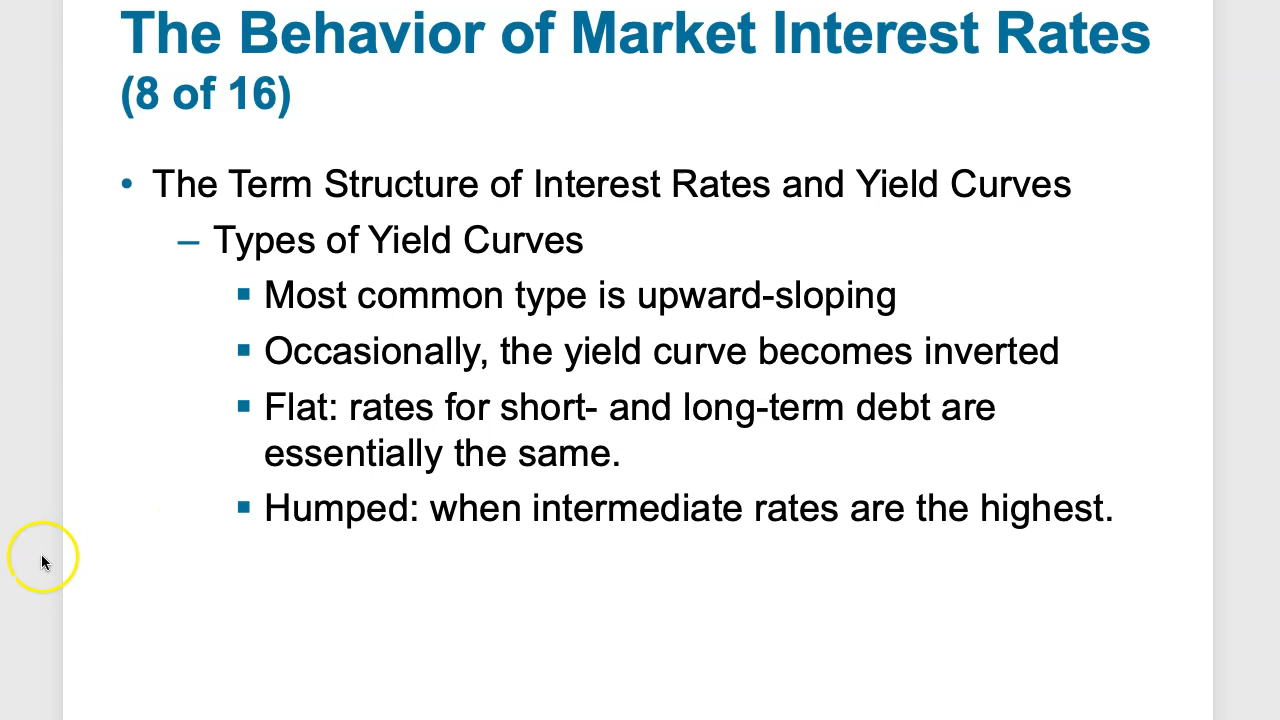 The Behavior of Market Interest Rates
(8 of 16)
• The Term Structure of Interest Rates and Yield Curves
– Types of Yield Curves
▪ Most common type is upward-sloping
▪ Occasionally, the yield curve becomes inverted
▪ Flat: rates for short- and long-term debt are
essentially the same.
▪ Humped: when intermediate rates are the highest.